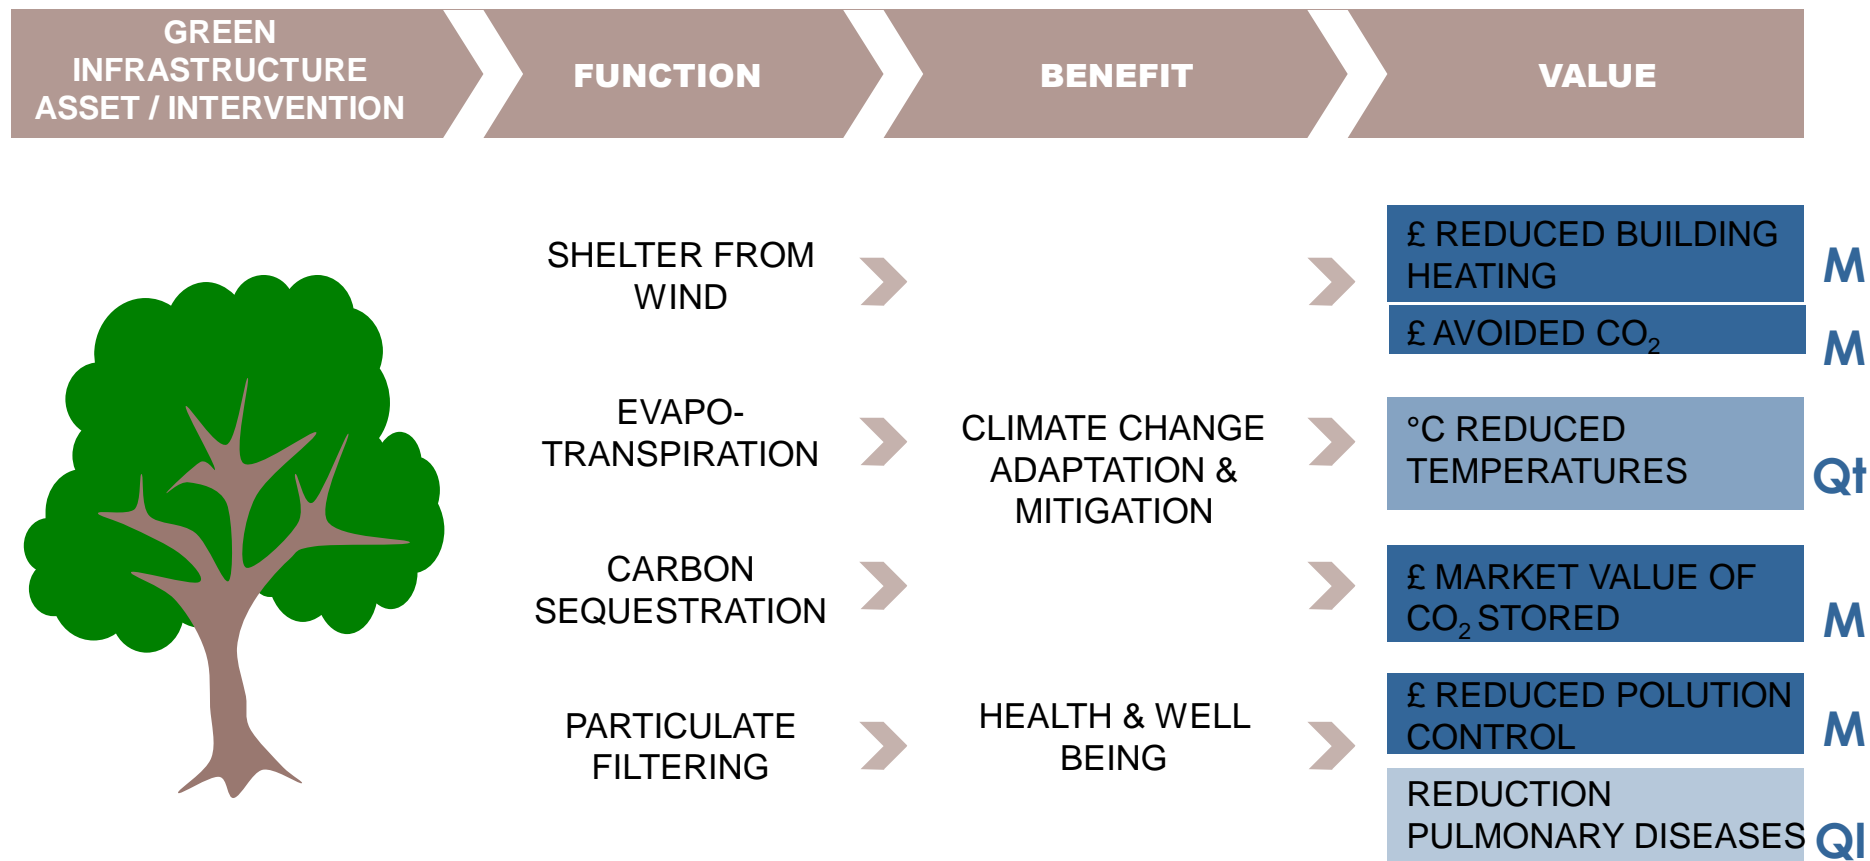 GREEN
INFRASTRUCTURE
ASSET / INTERVENTION
FUNCTION
BENEFIT
VALUE
SHELTER FROM
WIND
£ REDUCED BUILDING
HEATING
M
£ AVOIDED CO₂
M
EVAPO-
TRANSPIRATION
CLIMATE CHANGE
ADAPTATION &
MITIGATION
°C REDUCED
TEMPERATURES
Qt
CARBON
SEQUESTRATION
£ MARKET VALUE OF
CO₂ STORED
M
PARTICULATE
FILTERING
HEALTH & WELL
BEING
£ REDUCED POLUTION
CONTROL
M
REDUCTION
PULMONARY DISEASES
Ql